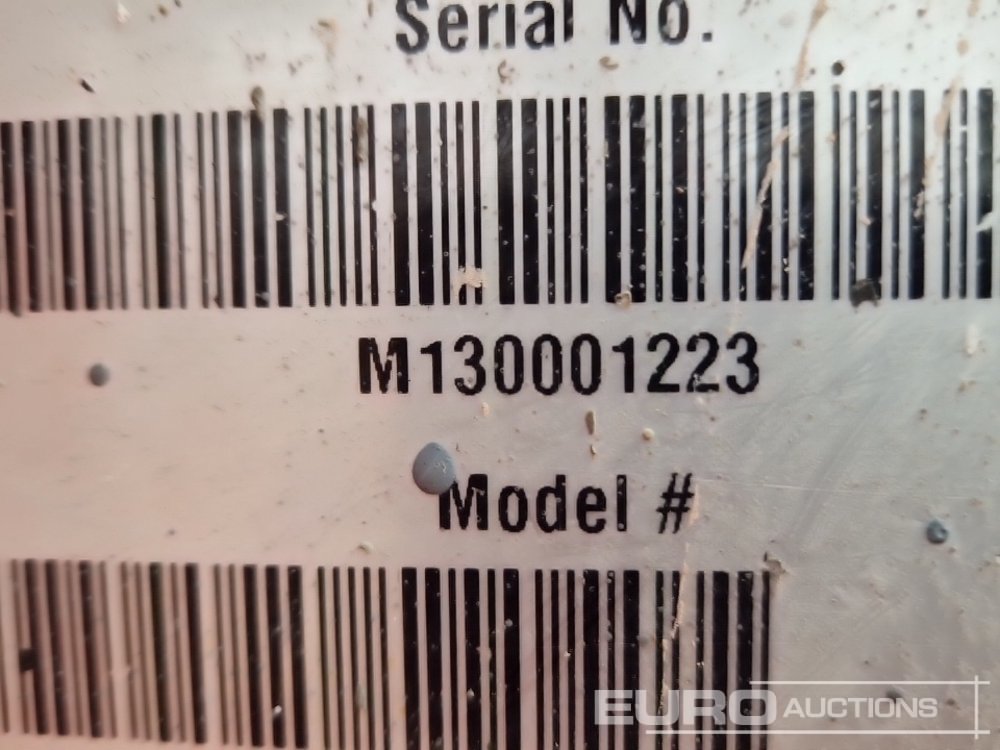 Serial No.
M130001223
Model #
EURO AUCTIONS